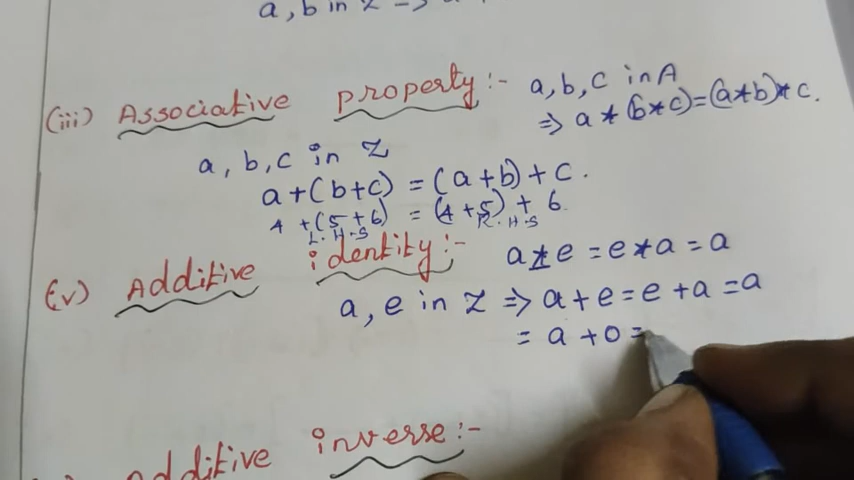 a, b in Z ->
(iii) Associative property :- a, b, c in A
=> a * (b * c) = (a * b) * c.
a, b, c in Z
a + (b + c) = (a + b) + c.
4 + (5 + 6) = (4 + 5) + 6.
L.H.S R.H.S
(v) Additive identity :- a * e = e * a = a
a, e in Z => a + e = e + a = a
= a + 0 =
additive inverse :-